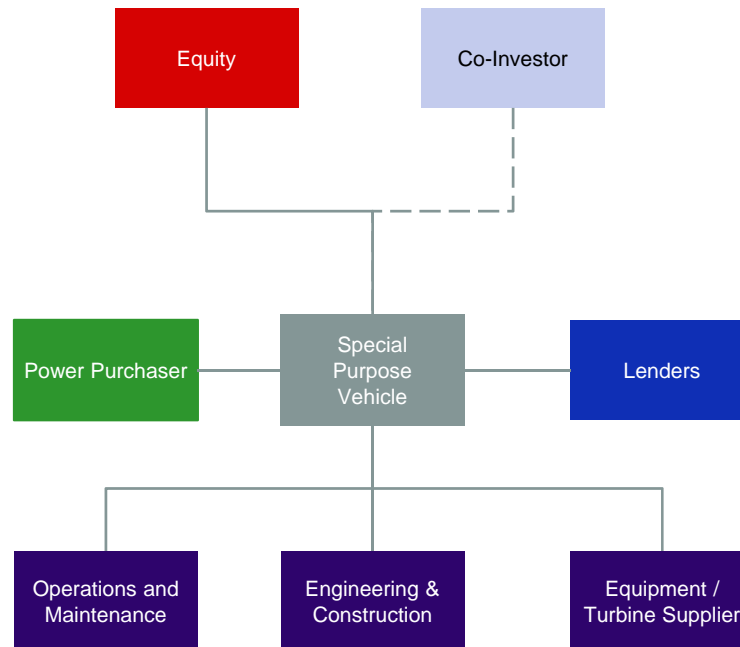 Equity
Co-Investor
Power Purchaser
Special
Purpose
Vehicle
Lenders
Operations and
Maintenance
Engineering &
Construction
Equipment /
Turbine Supplier